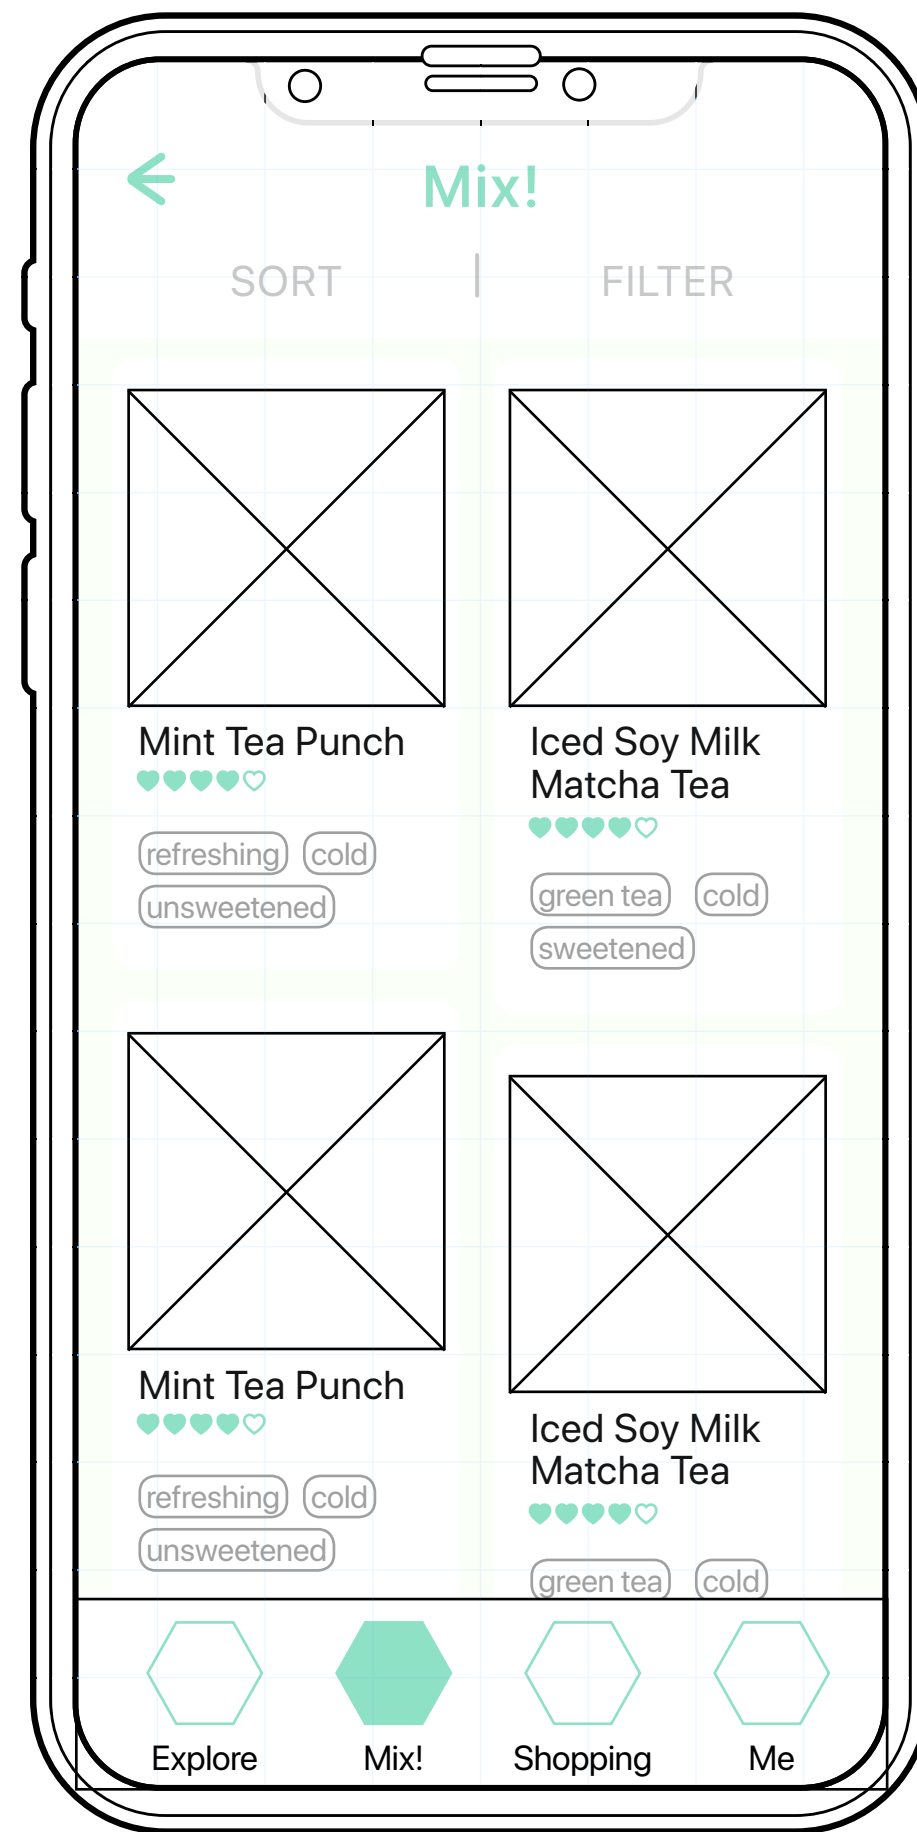 Mix!
SORT | FILTER
Mint Tea Punch
refreshing cold
unsweetened
Iced Soy Milk
Matcha Tea
green tea cold
sweetened
Mint Tea Punch
refreshing cold
unsweetened
Iced Soy Milk
Matcha Tea
green tea cold
Explore Mix! Shopping Me